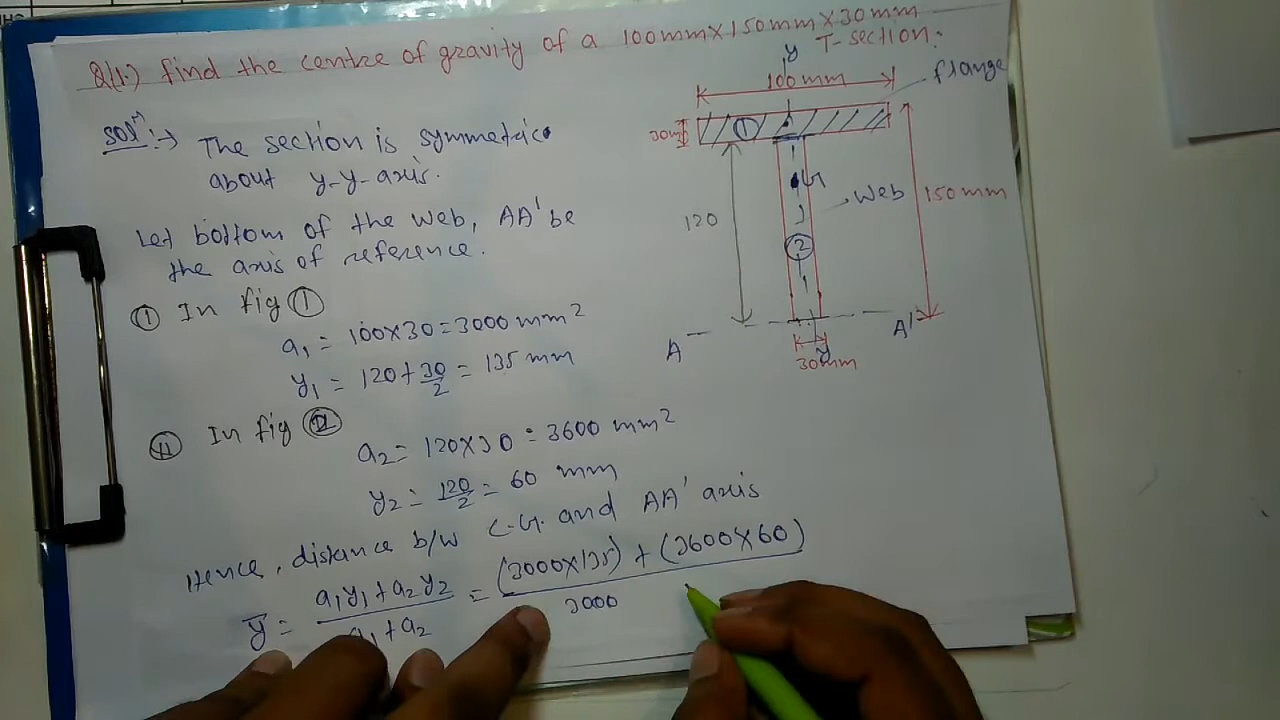 Q(1.) find the centre of gravity of a 100mm×150mm×30mm
T-section.
Solⁿ:→ The section is symmetric
about y-y-axis.
Let bottom of the web, AA' be
the axis of reference.
① In fig ①
a₁ = 100×30 = 3000 mm²
y₁ = 120+30/2 = 135 mm
② In fig ②
a₂ = 120×30 = 3600 mm²
y₂ = 120/2 = 60 mm
Hence, distance b/w C.G. and AA' axis
ȳ = a₁y₁+a₂y₂/a₁+a₂ = (3000×135)+(3600×60)/3000
y
100mm
flange
30mm
①
G
web
150mm
120
②
A
A'
y
30mm